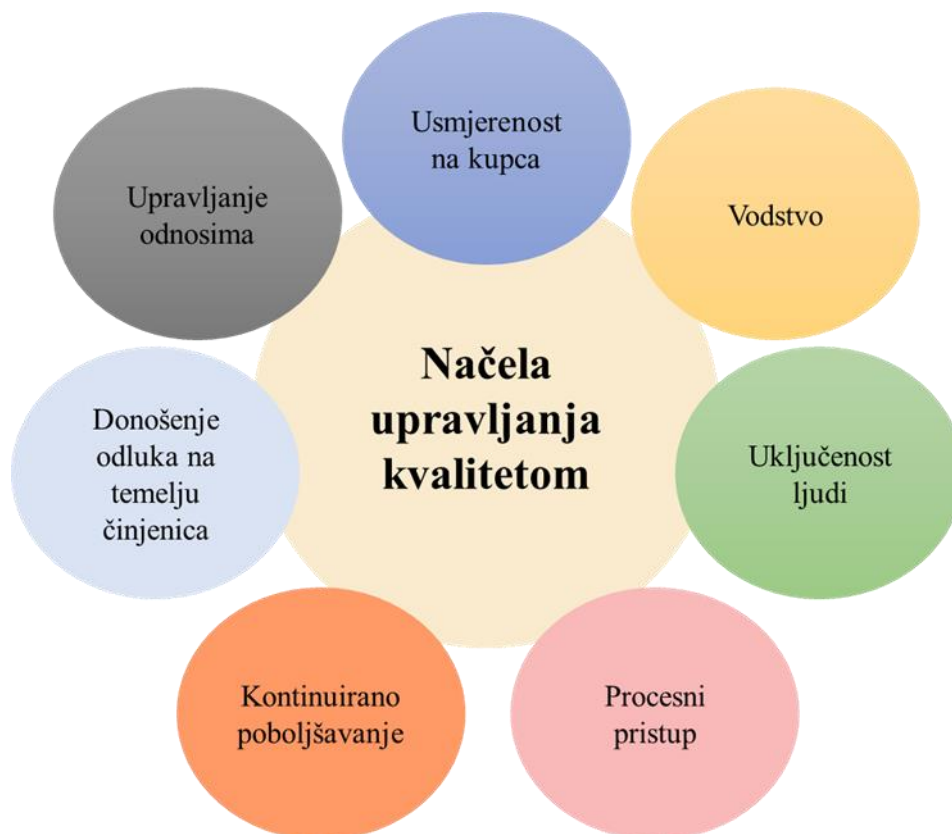 Usmjerenost
na kupca
Vodstvo
Uključenost
ljudi
Procesni
pristup
Kontinuirano
poboljšavanje
Donošenje
odluka na
temelju
činjenica
Upravljanje
odnosima
Načela
upravljanja
kvalitetom